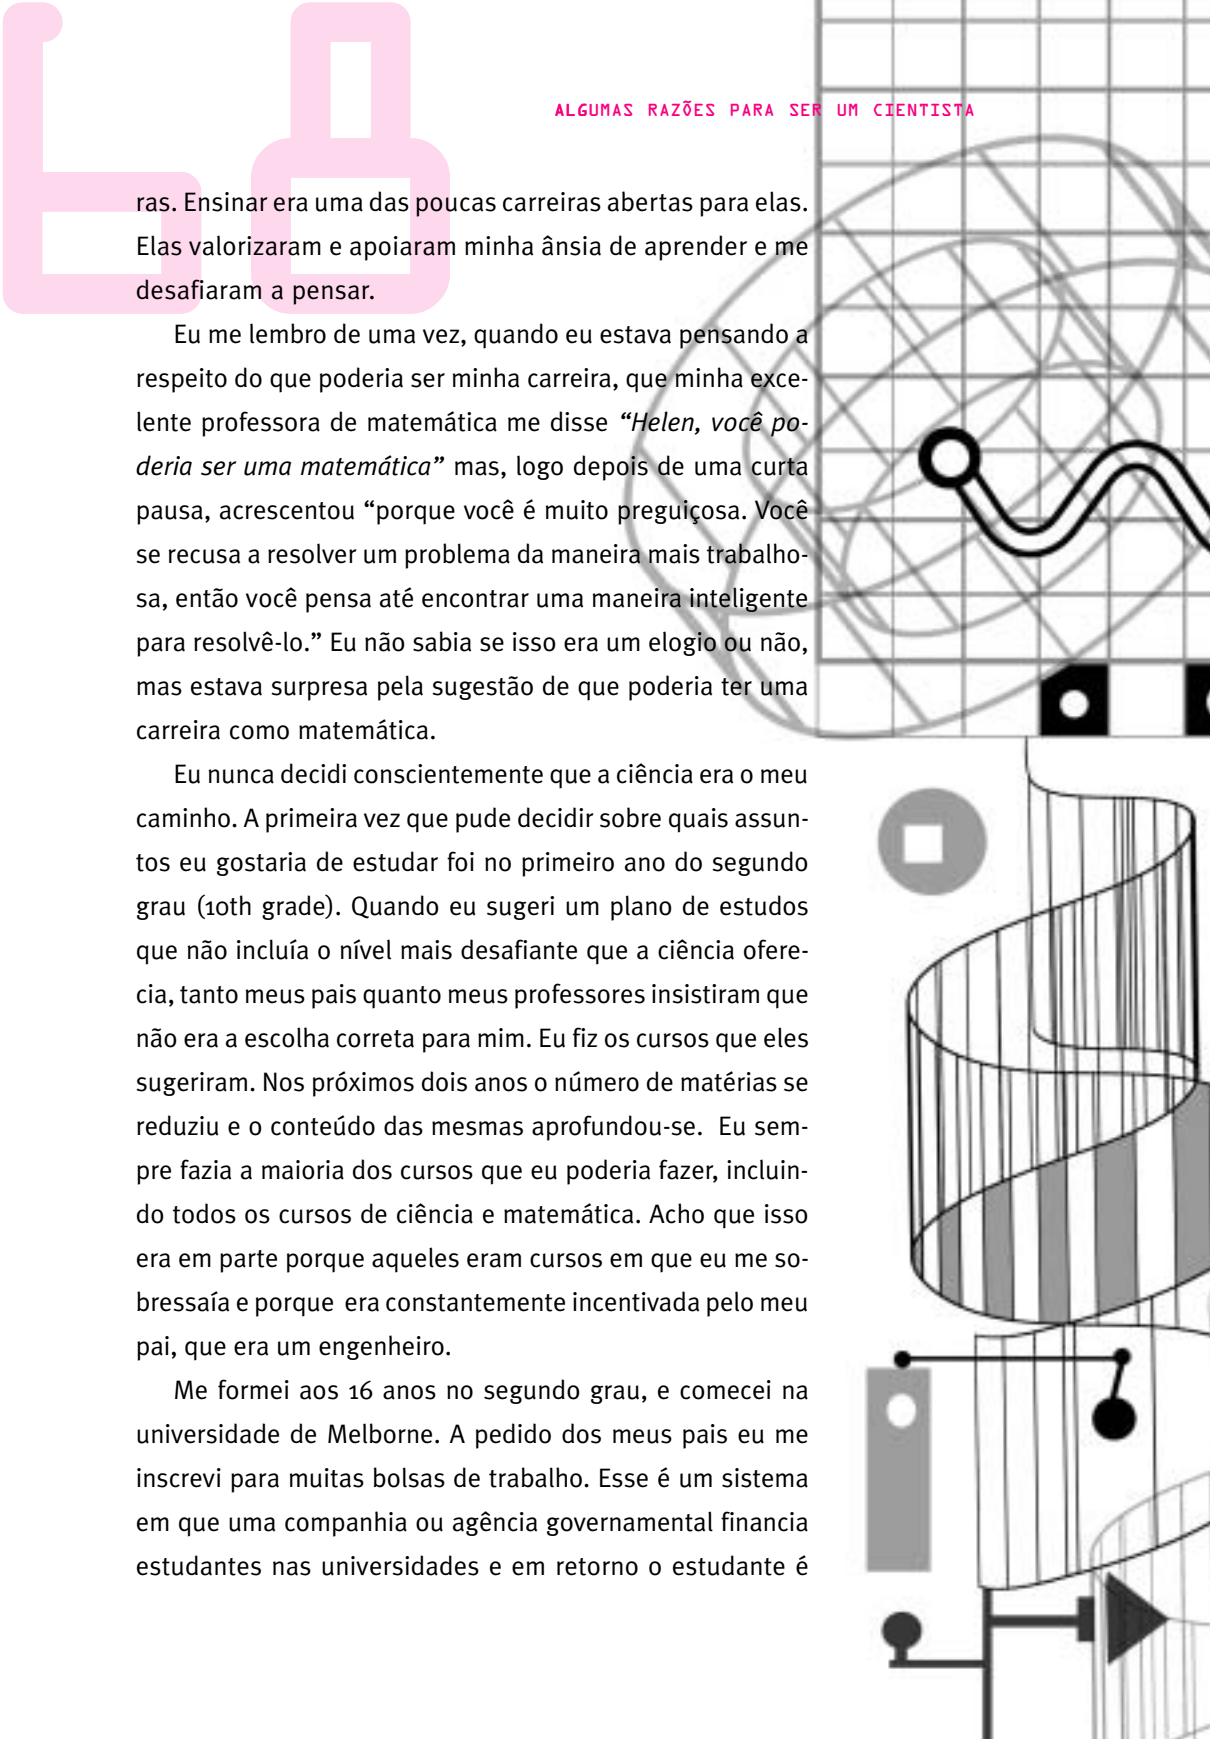 68
ALGUMAS RAZÕES PARA SER UM CIENTISTA
ras. Ensinar era uma das poucas carreiras abertas para elas.
Elas valorizaram e apoiaram minha ânsia de aprender e me
desafiaram a pensar.
Eu me lembro de uma vez, quando eu estava pensando a
respeito do que poderia ser minha carreira, que minha exce-
lente professora de matemática me disse “Helen, você po-
deria ser uma matemática” mas, logo depois de uma curta
pausa, acrescentou “porque você é muito preguiçosa. Você
se recusa a resolver um problema da maneira mais trabalho-
sa, então você pensa até encontrar uma maneira inteligente
para resolvê-lo.” Eu não sabia se isso era um elogio ou não,
mas estava surpresa pela sugestão de que poderia ter uma
carreira como matemática.
Eu nunca decidi conscientemente que a ciência era o meu
caminho. A primeira vez que pude decidir sobre quais assun-
tos eu gostaria de estudar foi no primeiro ano do segundo
grau (10th grade). Quando eu sugeri um plano de estudos
que não incluía o nível mais desafiante que a ciência ofere-
cia, tanto meus pais quanto meus professores insistiram que
não era a escolha correta para mim. Eu fiz os cursos que eles
sugeriram. Nos próximos dois anos o número de matérias se
reduziu e o conteúdo das mesmas aprofundou-se. Eu sem-
pre fazia a maioria dos cursos que eu poderia fazer, incluin-
do todos os cursos de ciência e matemática. Acho que isso
era em parte porque aqueles eram cursos em que eu me so-
bressaía e porque era constantemente incentivada pelo meu
pai, que era um engenheiro.
Me formei aos 16 anos no segundo grau, e comecei na
universidade de Melborne. A pedido dos meus pais eu me
inscrevi para muitas bolsas de trabalho. Esse é um sistema
em que uma companhia ou agência governamental financia
estudantes nas universidades e em retorno o estudante é